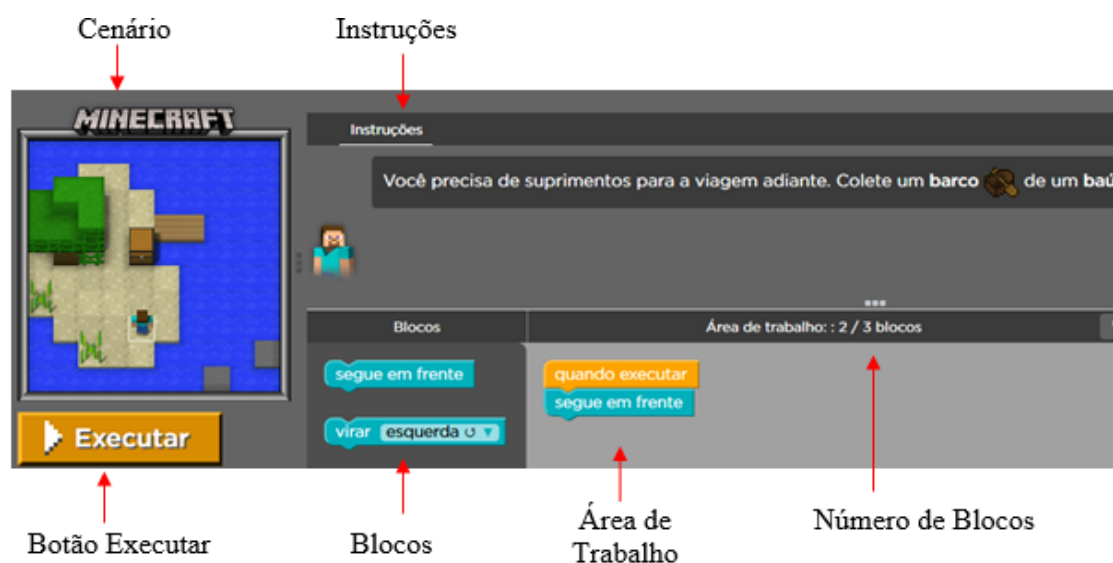 Cenário
Instruções
MINECRAFT
Instruções
Você precisa de suprimentos para a viagem adiante. Colete um barco de um baú
Blocos
Área de trabalho: : 2 / 3 blocos
segue em frente
quando executar
segue em frente
virar esquerda ↺ ▼
Executar
Botão Executar
Blocos
Área de
Trabalho
Número de Blocos